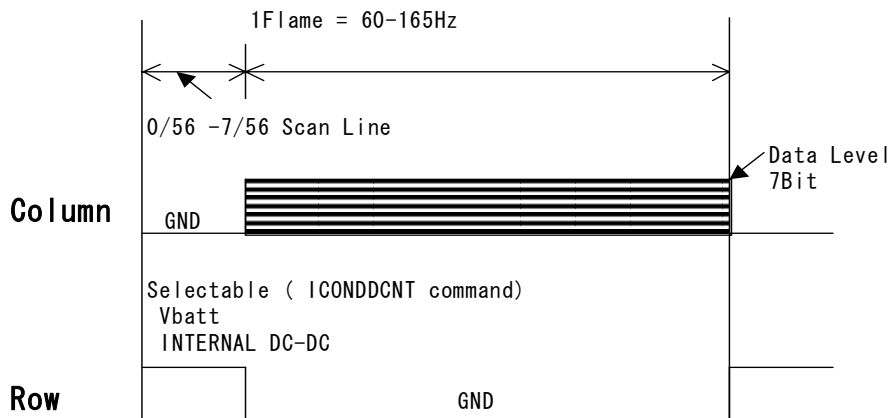 1Flame = 60-165Hz
0/56 -7/56 Scan Line
Data Level
7Bit
Column
GND
Selectable ( ICONDDCNT command)
Vbatt
INTERNAL DC-DC
Row
GND